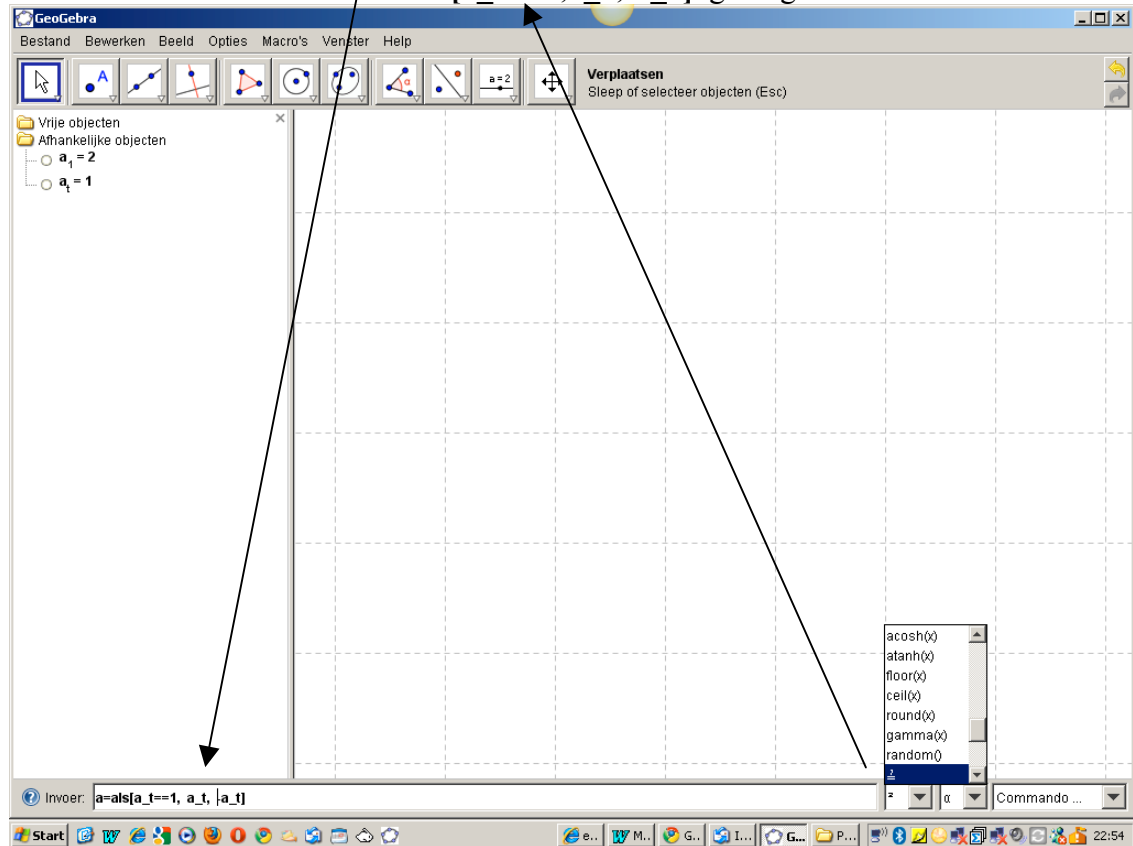 GeoGebra
Bestand Bewerken Beeld Opties Macro's Venster Help
A
α
a=2
Verplaatsen
Sleep of selecteer objecten (Esc)
Vrije objecten
Afhankelijke objecten
a₁ = 2
aₜ = 1
acosh(x)
atanh(x)
floor(x)
ceil(x)
round(x)
gamma(x)
random()
≟
Invoer: a=als[a_t==1, a_t, -a_t]
² α Commando ...
Start e.. M.. G.. I... G... P... 22:54